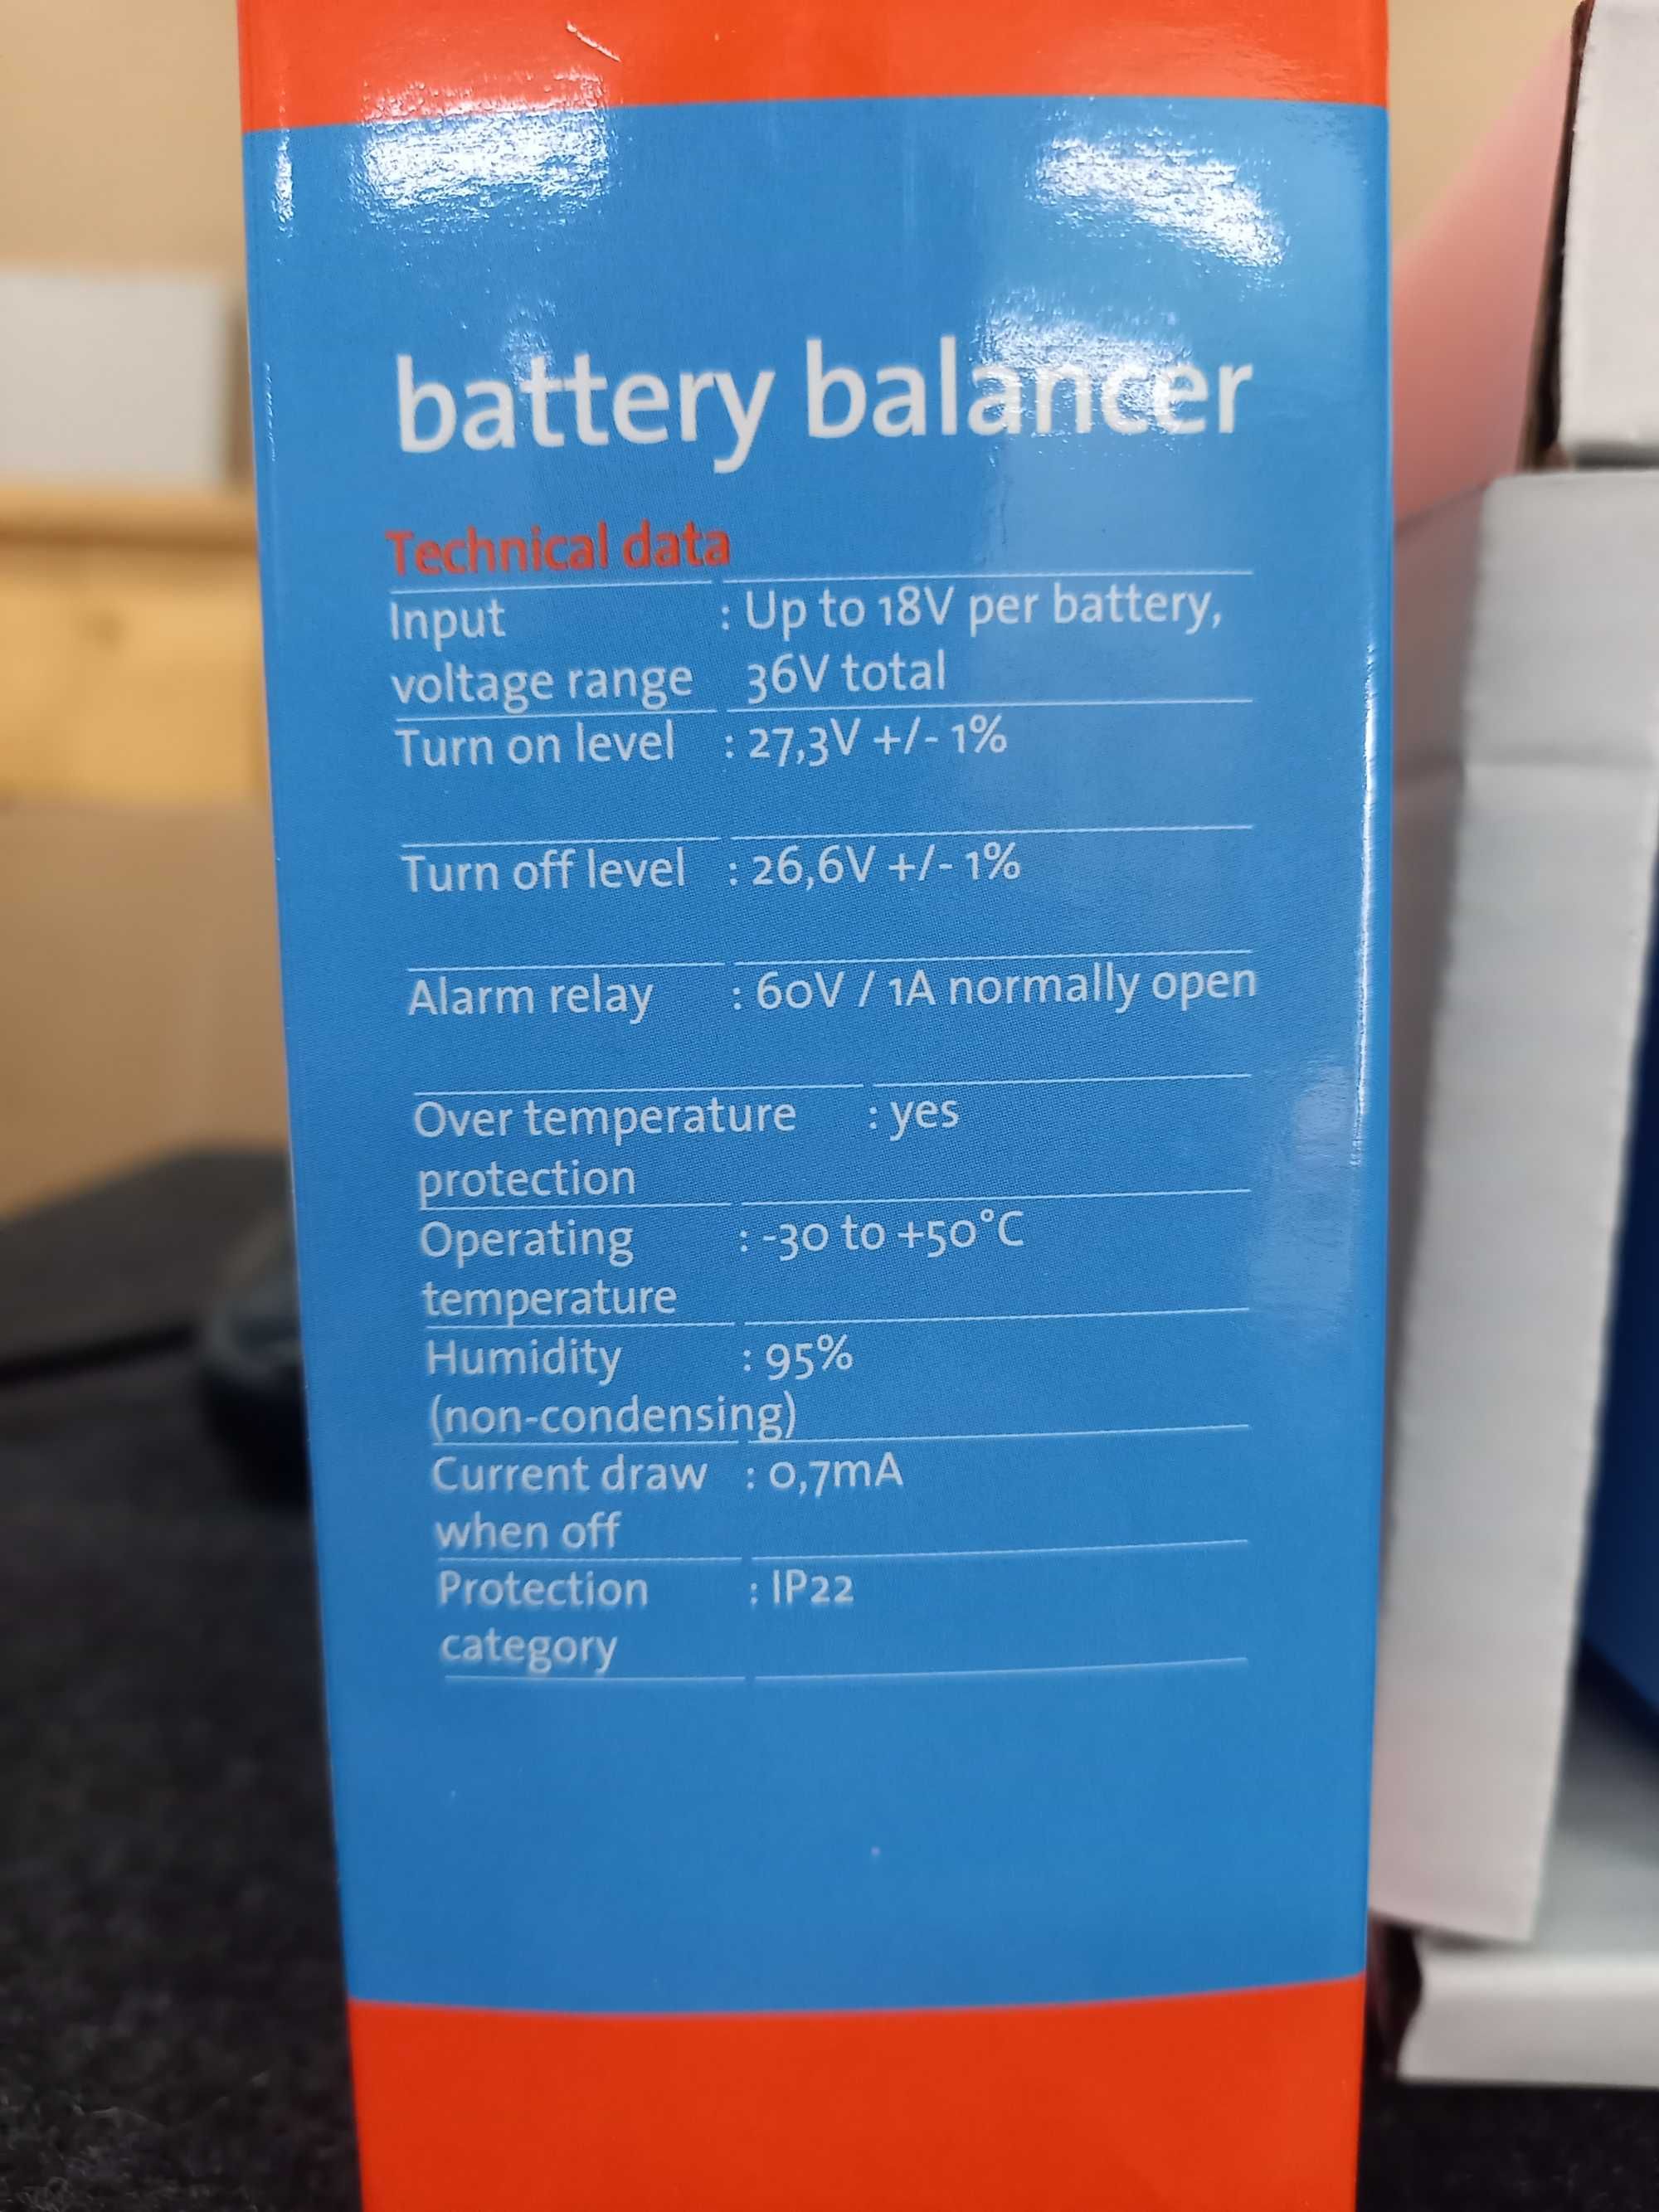 battery balancer
Technical data
Input : Up to 18V per battery,
voltage range 36V total
Turn on level : 27,3V +/- 1%
Turn off level : 26,6V +/- 1%
Alarm relay : 60V / 1A normally open
Over temperature : yes
protection
Operating : -30 to +50°C
temperature
Humidity : 95%
(non-condensing)
Current draw : 0,7mA
when off
Protection : IP22
category